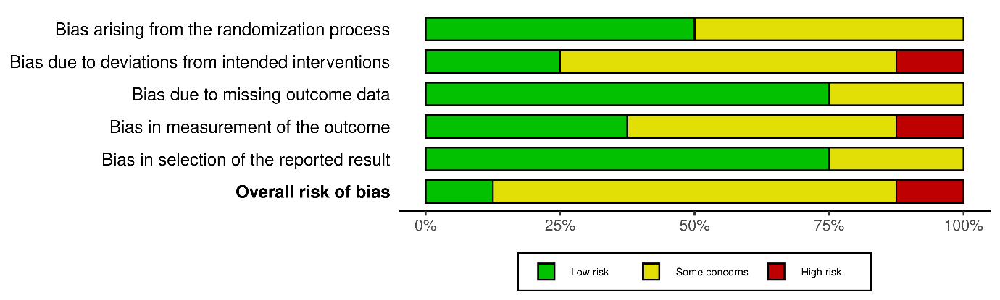 Bias arising from the randomization process
Bias due to deviations from intended interventions
Bias due to missing outcome data
Bias in measurement of the outcome
Bias in selection of the reported result
Overall risk of bias
0% 25% 50% 75% 100%
Low risk Some concerns High risk